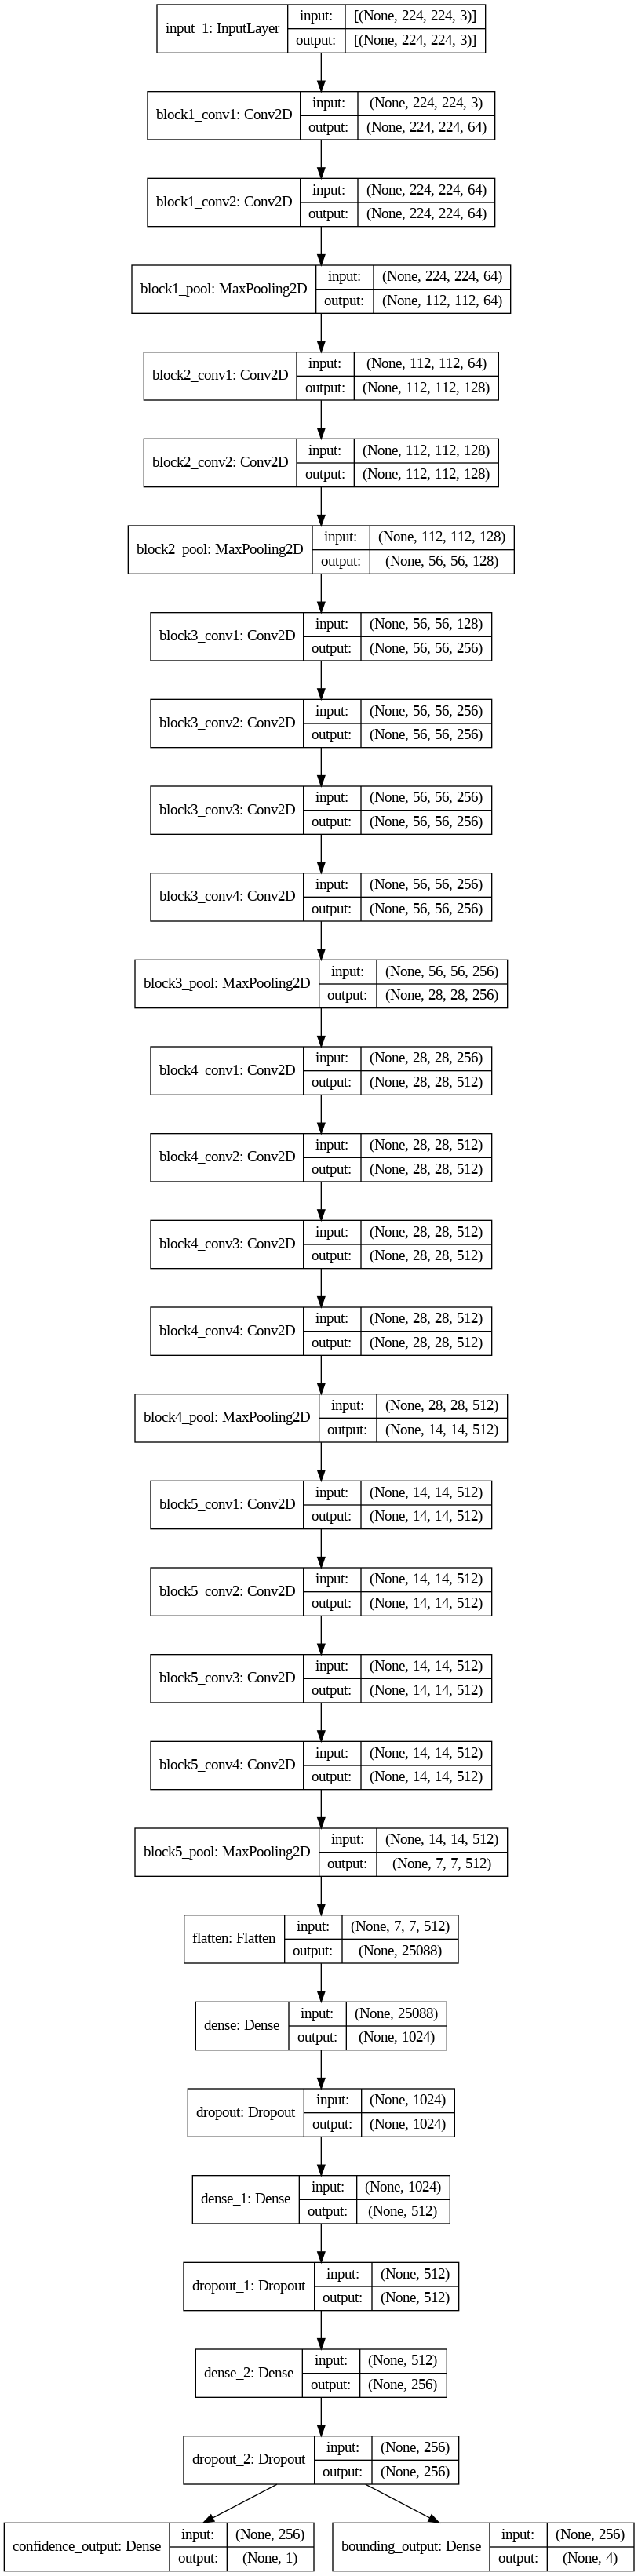 input_1: InputLayer
input:
[(None, 224, 224, 3)]
output:
[(None, 224, 224, 3)]
block1_conv1: Conv2D
input:
(None, 224, 224, 3)
output:
(None, 224, 224, 64)
block1_conv2: Conv2D
input:
(None, 224, 224, 64)
output:
(None, 224, 224, 64)
block1_pool: MaxPooling2D
input:
(None, 224, 224, 64)
output:
(None, 112, 112, 64)
block2_conv1: Conv2D
input:
(None, 112, 112, 64)
output:
(None, 112, 112, 128)
block2_conv2: Conv2D
input:
(None, 112, 112, 128)
output:
(None, 112, 112, 128)
block2_pool: MaxPooling2D
input:
(None, 112, 112, 128)
output:
(None, 56, 56, 128)
block3_conv1: Conv2D
input:
(None, 56, 56, 128)
output:
(None, 56, 56, 256)
block3_conv2: Conv2D
input:
(None, 56, 56, 256)
output:
(None, 56, 56, 256)
block3_conv3: Conv2D
input:
(None, 56, 56, 256)
output:
(None, 56, 56, 256)
block3_conv4: Conv2D
input:
(None, 56, 56, 256)
output:
(None, 56, 56, 256)
block3_pool: MaxPooling2D
input:
(None, 56, 56, 256)
output:
(None, 28, 28, 256)
block4_conv1: Conv2D
input:
(None, 28, 28, 256)
output:
(None, 28, 28, 512)
block4_conv2: Conv2D
input:
(None, 28, 28, 512)
output:
(None, 28, 28, 512)
block4_conv3: Conv2D
input:
(None, 28, 28, 512)
output:
(None, 28, 28, 512)
block4_conv4: Conv2D
input:
(None, 28, 28, 512)
output:
(None, 28, 28, 512)
block4_pool: MaxPooling2D
input:
(None, 28, 28, 512)
output:
(None, 14, 14, 512)
block5_conv1: Conv2D
input:
(None, 14, 14, 512)
output:
(None, 14, 14, 512)
block5_conv2: Conv2D
input:
(None, 14, 14, 512)
output:
(None, 14, 14, 512)
block5_conv3: Conv2D
input:
(None, 14, 14, 512)
output:
(None, 14, 14, 512)
block5_conv4: Conv2D
input:
(None, 14, 14, 512)
output:
(None, 14, 14, 512)
block5_pool: MaxPooling2D
input:
(None, 14, 14, 512)
output:
(None, 7, 7, 512)
flatten: Flatten
input:
(None, 7, 7, 512)
output:
(None, 25088)
dense: Dense
input:
(None, 25088)
output:
(None, 1024)
dropout: Dropout
input:
(None, 1024)
output:
(None, 1024)
dense_1: Dense
input:
(None, 1024)
output:
(None, 512)
dropout_1: Dropout
input:
(None, 512)
output:
(None, 512)
dense_2: Dense
input:
(None, 512)
output:
(None, 256)
dropout_2: Dropout
input:
(None, 256)
output:
(None, 256)
confidence_output: Dense
input:
(None, 256)
output:
(None, 1)
bounding_output: Dense
input:
(None, 256)
output:
(None, 4)